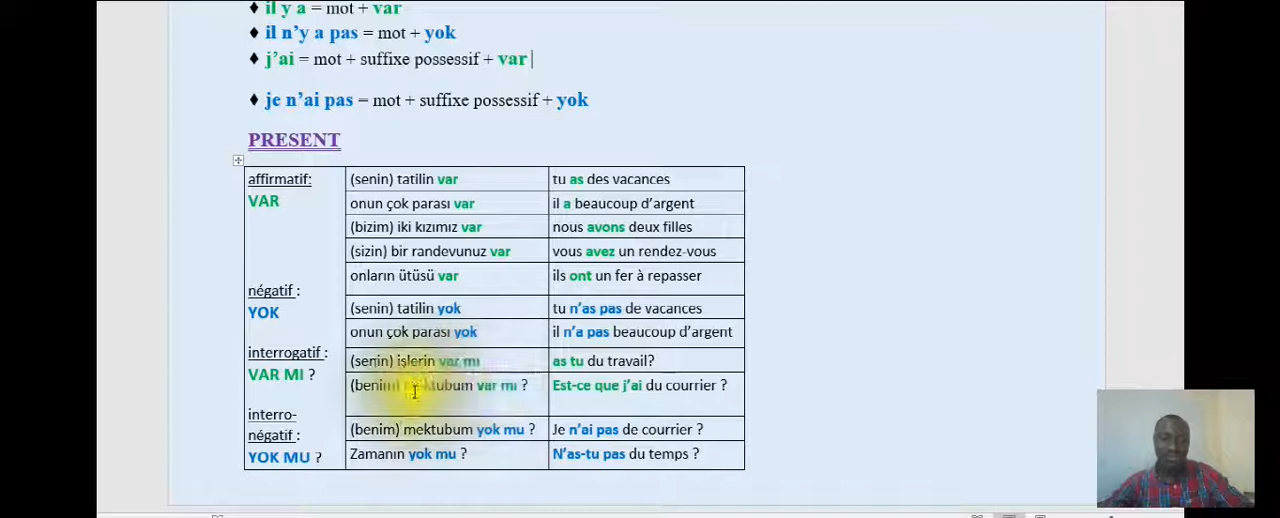 ♦ il y a = mot + var
♦ il n'y a pas = mot + yok
♦ j'ai = mot + suffixe possessif + var
♦ je n'ai pas = mot + suffixe possessif + yok
PRESENT
affirmatif: (senin) tatilin var tu as des vacances
VAR onun çok parası var il a beaucoup d'argent
(bizim) iki kızımız var nous avons deux filles
(sizin) bir randevunuz var vous avez un rendez-vous
onların ütüsü var ils ont un fer à repasser
négatif :
YOK (senin) tatilin yok tu n'as pas de vacances
onun çok parası yok il n'a pas beaucoup d'argent
interrogatif : (senin) işlerin var mı as tu du travail?
VAR MI ? (benim) mektubum var mı ? Est-ce que j'ai du courrier ?
interro-
négatif : (benim) mektubum yok mu ? Je n'ai pas de courrier ?
YOK MU ? Zamanın yok mu ? N'as-tu pas du temps ?